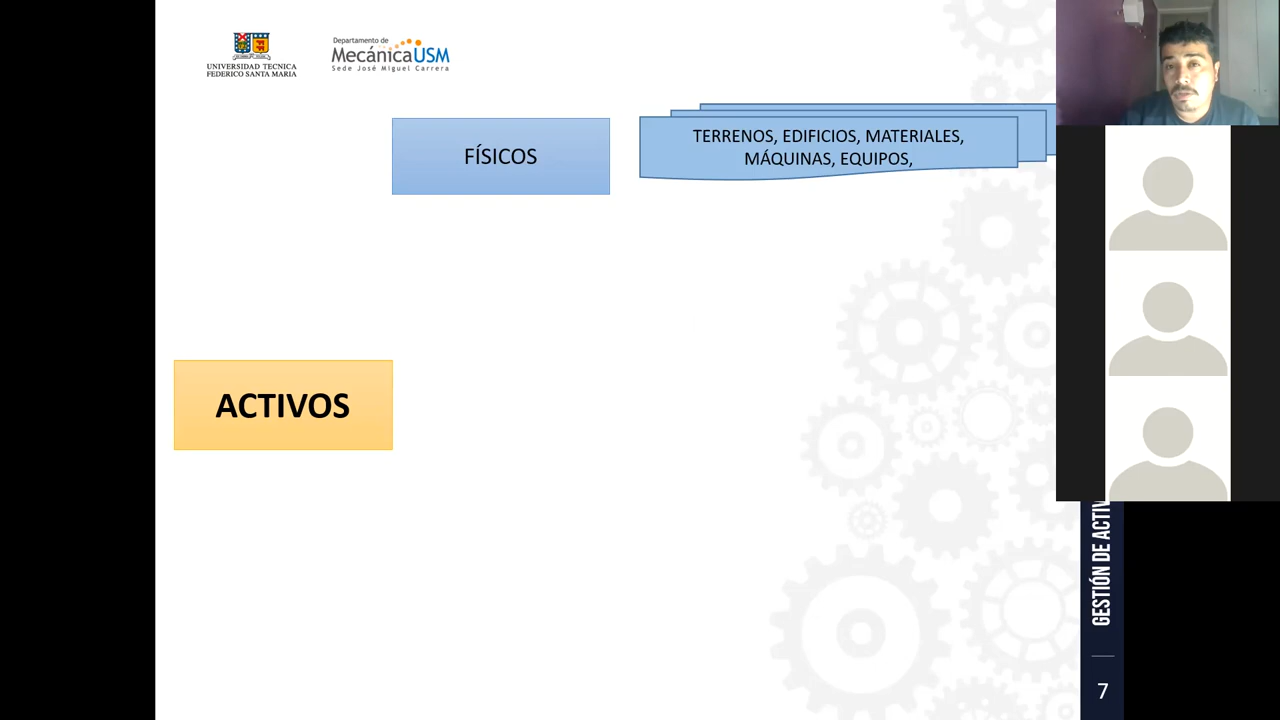 UNIVERSIDAD TECNICA
FEDERICO SANTA MARIA
Departamento de
MecánicaUSM
Sede José Miguel Carrera
FÍSICOS
TERRENOS, EDIFICIOS, MATERIALES,
MÁQUINAS, EQUIPOS,
ACTIVOS
GESTIÓN DE ACTIV
7